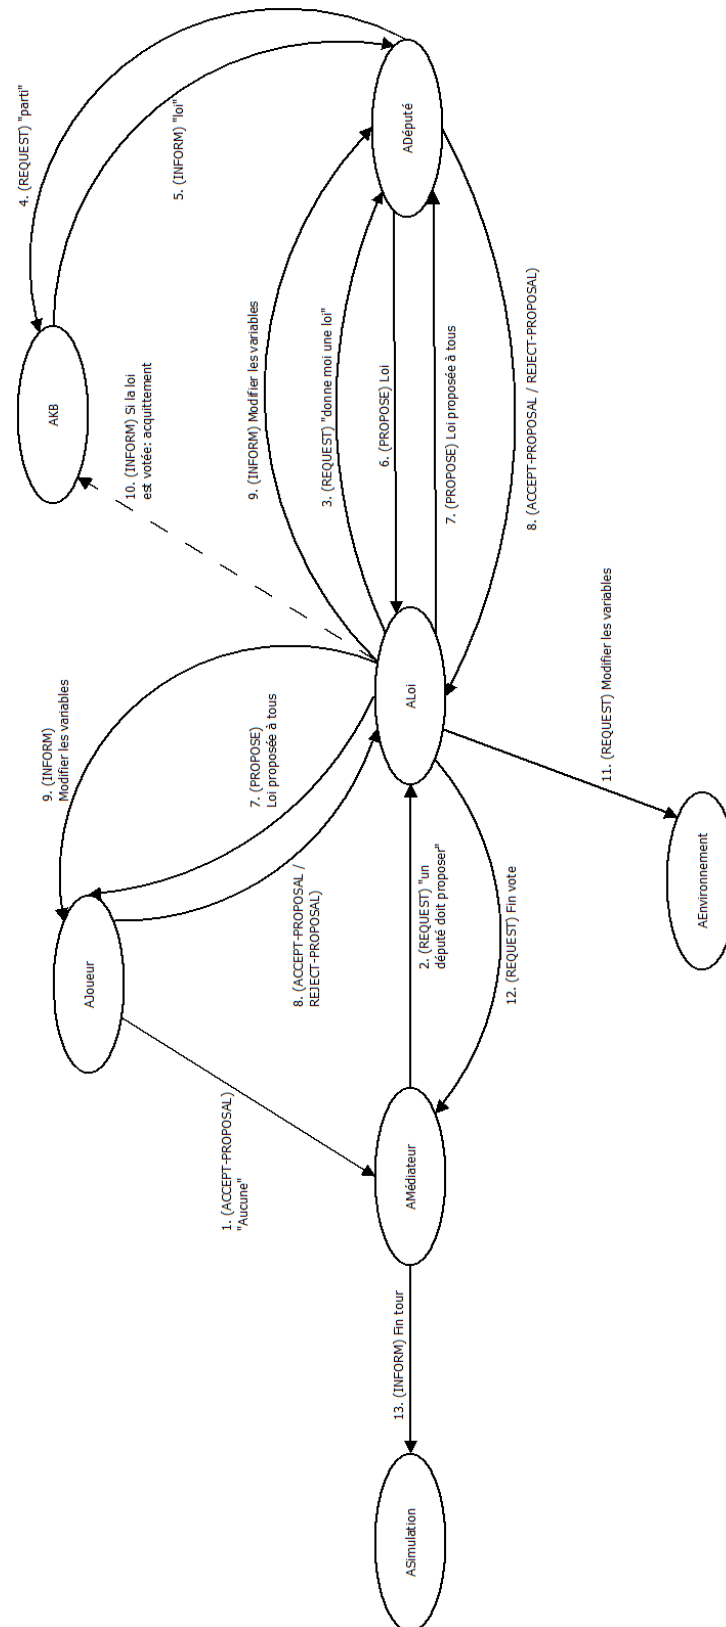 4. (REQUEST) "parti"
5. (INFORM) "loi"
ADéputé
AKB
10. (INFORM) Si la loi
est votée: acquittement
9. (INFORM) Modifier les variables
3. (REQUEST) "donne moi une loi"
6. (PROPOSE) Loi
7. (PROPOSE) Loi proposée à tous
8. (ACCEPT-PROPOSAL / REJECT-PROPOSAL)
9. (INFORM)
Modifier les variables
7. (PROPOSE)
Loi proposée à tous
ALoi
11. (REQUEST) Modifier les variables
AJoueur
8. (ACCEPT-PROPOSAL /
REJECT-PROPOSAL)
2. (REQUEST) "un
député doit proposer"
12. (REQUEST) Fin vote
AEnvironnement
1. (ACCEPT-PROPOSAL)
"Aucune"
AMédiateur
13. (INFORM) Fin tour
ASimulation